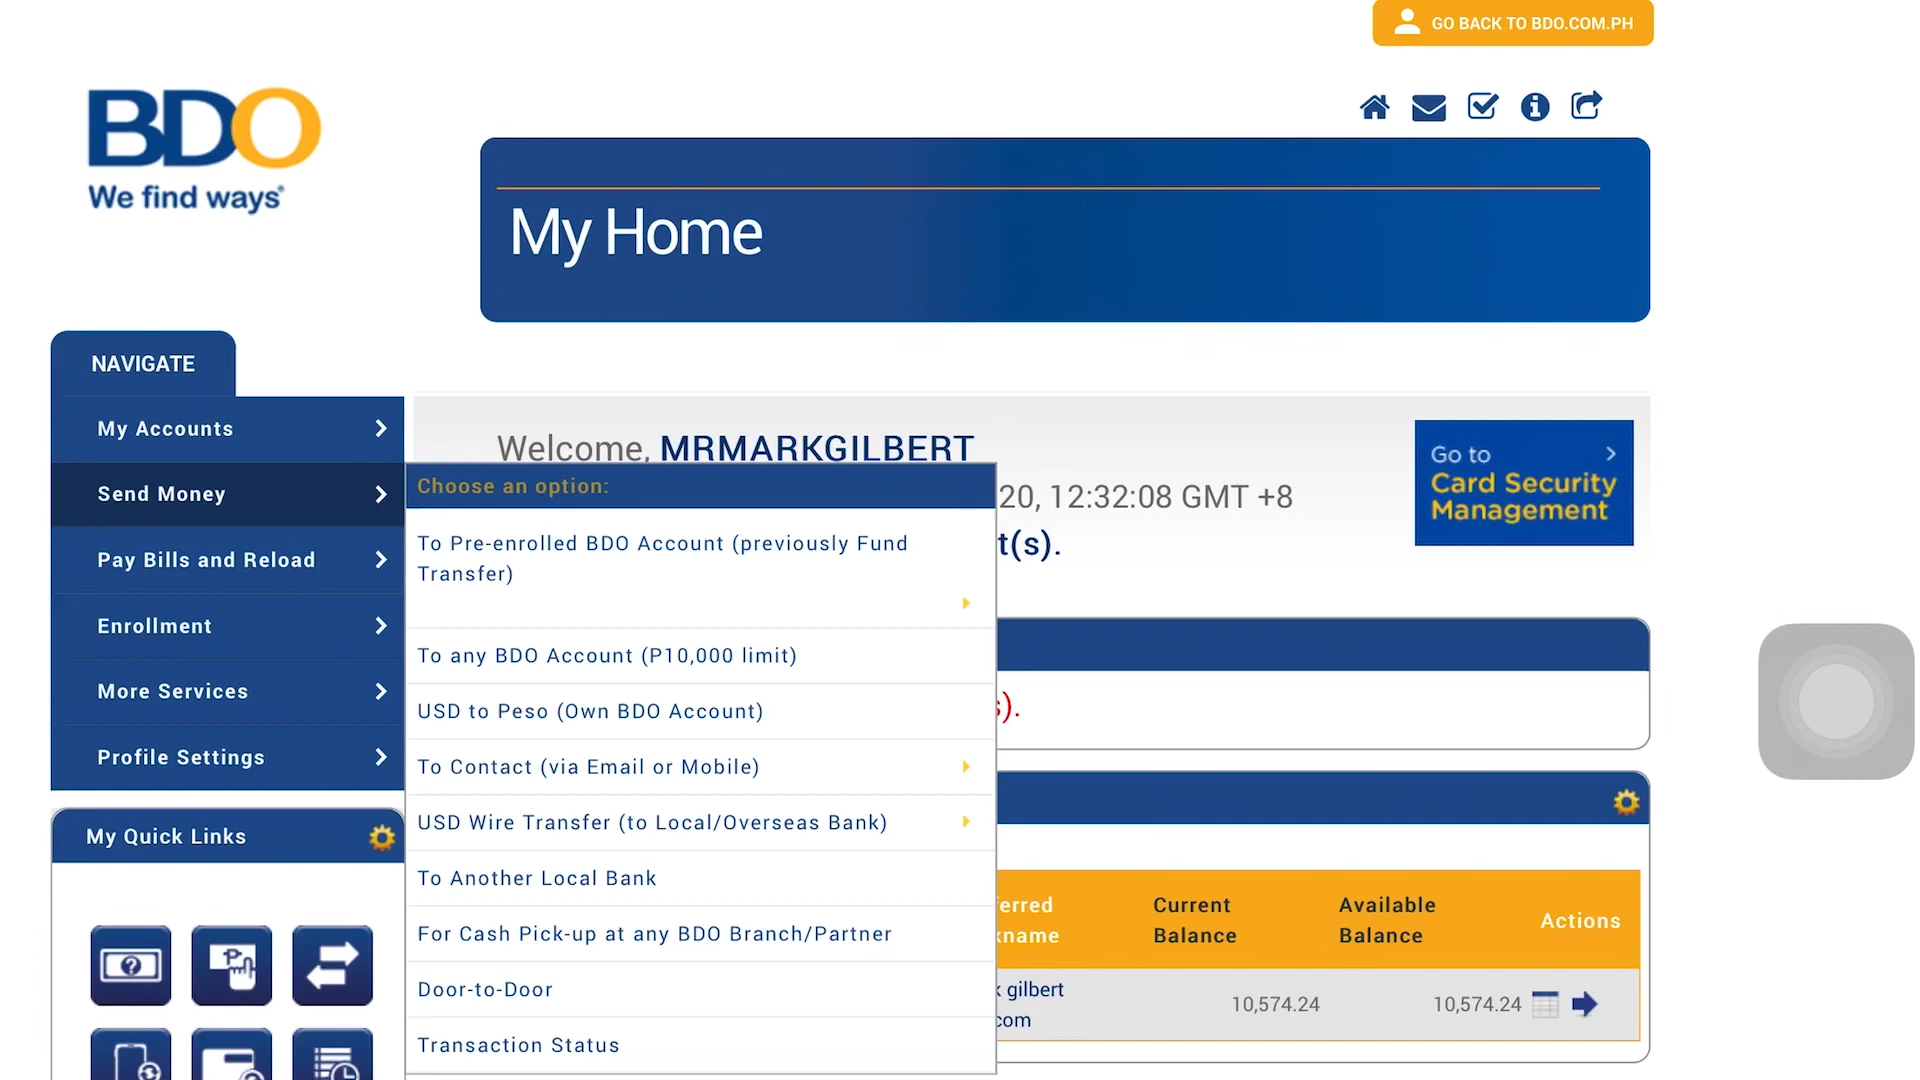 GO BACK TO BDO.COM.PH
BDO
We find ways®
My Home
NAVIGATE
My Accounts
Send Money
Pay Bills and Reload
Enrollment
More Services
Profile Settings
My Quick Links
Welcome, MRMARKGILBERT
20, 12:32:08 GMT +8
t(s).
Go to
Card Security
Management
Choose an option:
To Pre-enrolled BDO Account (previously Fund
Transfer)
To any BDO Account (P10,000 limit)
USD to Peso (Own BDO Account)
To Contact (via Email or Mobile)
USD Wire Transfer (to Local/Overseas Bank)
To Another Local Bank
For Cash Pick-up at any BDO Branch/Partner
Door-to-Door
Transaction Status
).
erred
name
Current
Balance
Available
Balance
Actions
gilbert
com
10,574.24
10,574.24